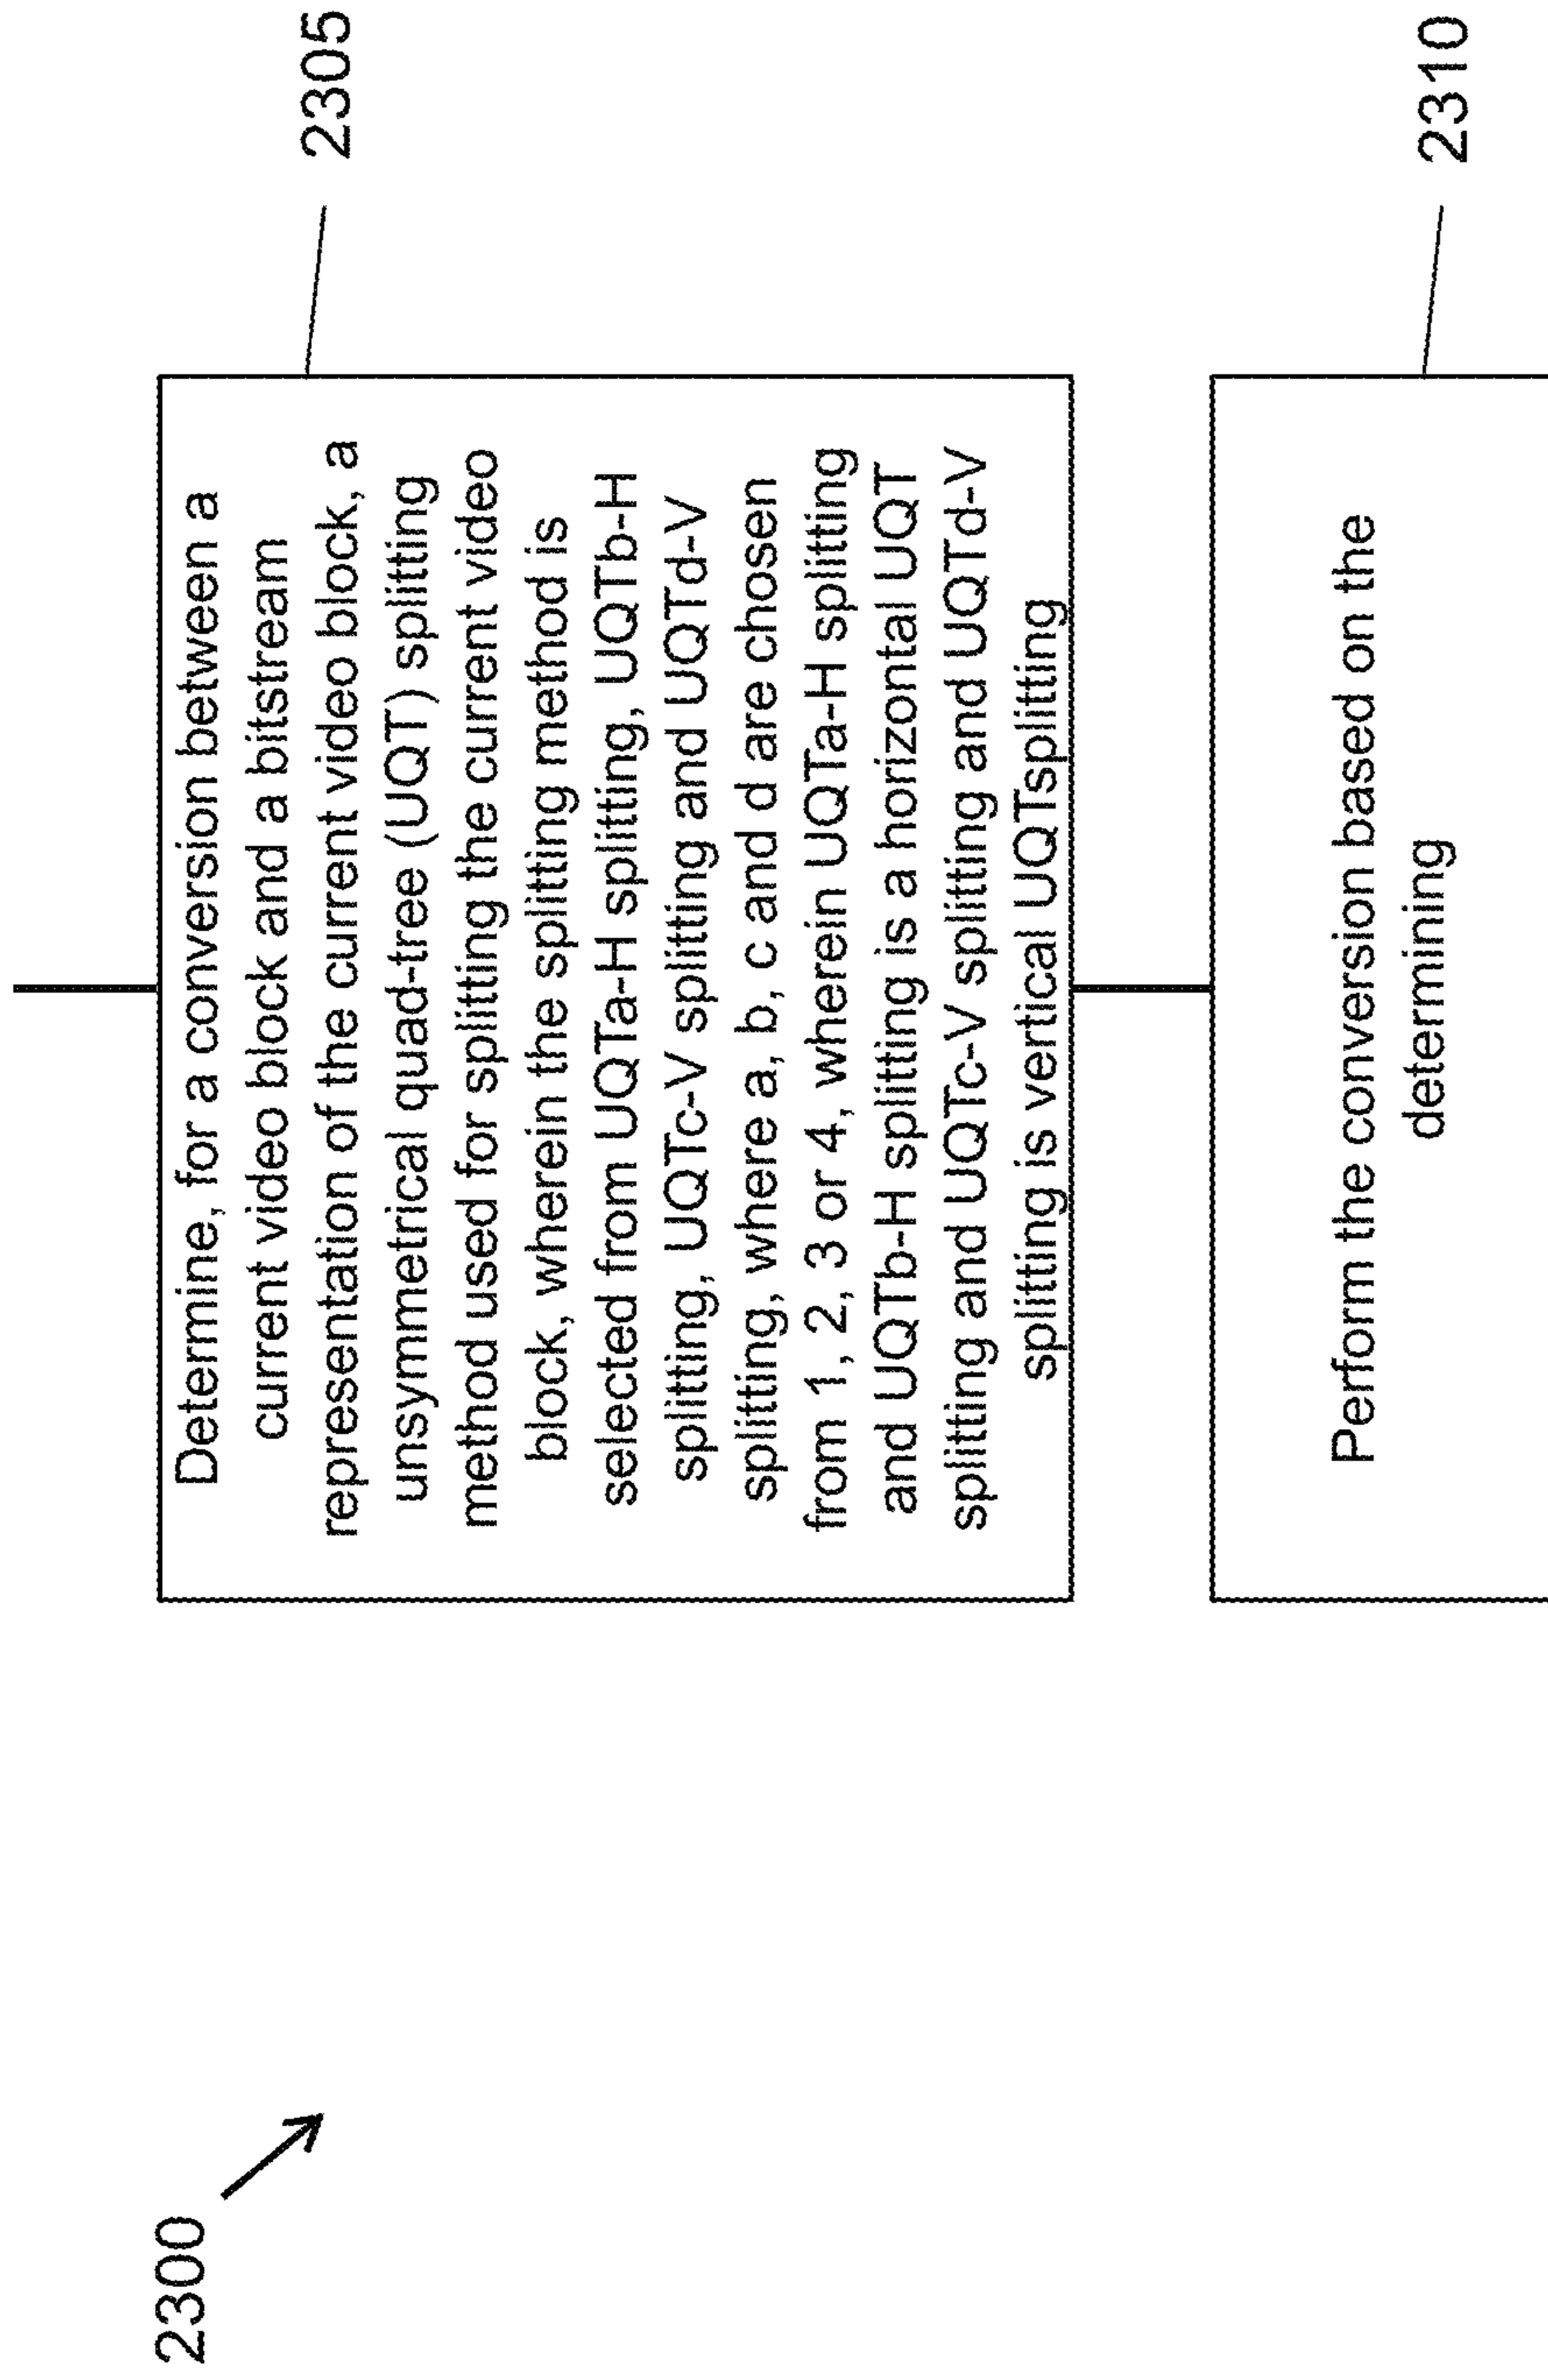 2300
Determine, for a conversion between a
current video block and a bitstream
representation of the current video block, a
unsymmetrical quad-tree (UQT) splitting
method used for splitting the current video
block, wherein the splitting method is
selected from UQTa-H splitting, UQTb-H
splitting, UQTc-V splitting and UQTd-V
splitting, where a, b, c and d are chosen
from 1, 2, 3 or 4, wherein UQTa-H splitting
and UQTb-H splitting is a horizontal UQT
splitting and UQTc-V splitting and UQTd-V
splitting is vertical UQTsplitting
2305
Perform the conversion based on the
determining
2310